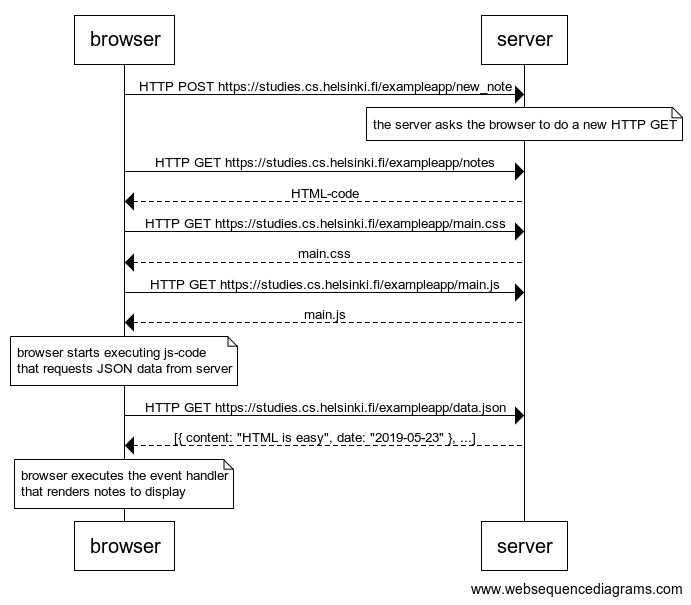 browser
server
HTTP POST https://studies.cs.helsinki.fi/exampleapp/new_note
the server asks the browser to do a new HTTP GET
HTTP GET https://studies.cs.helsinki.fi/exampleapp/notes
HTML-code
HTTP GET https://studies.cs.helsinki.fi/exampleapp/main.css
main.css
HTTP GET https://studies.cs.helsinki.fi/exampleapp/main.js
main.js
browser starts executing js-code
that requests JSON data from server
HTTP GET https://studies.cs.helsinki.fi/exampleapp/data.json
[{ content: "HTML is easy", date: "2019-05-23" }, ...]
browser executes the event handler
that renders notes to display
browser
server
www.websequencediagrams.com